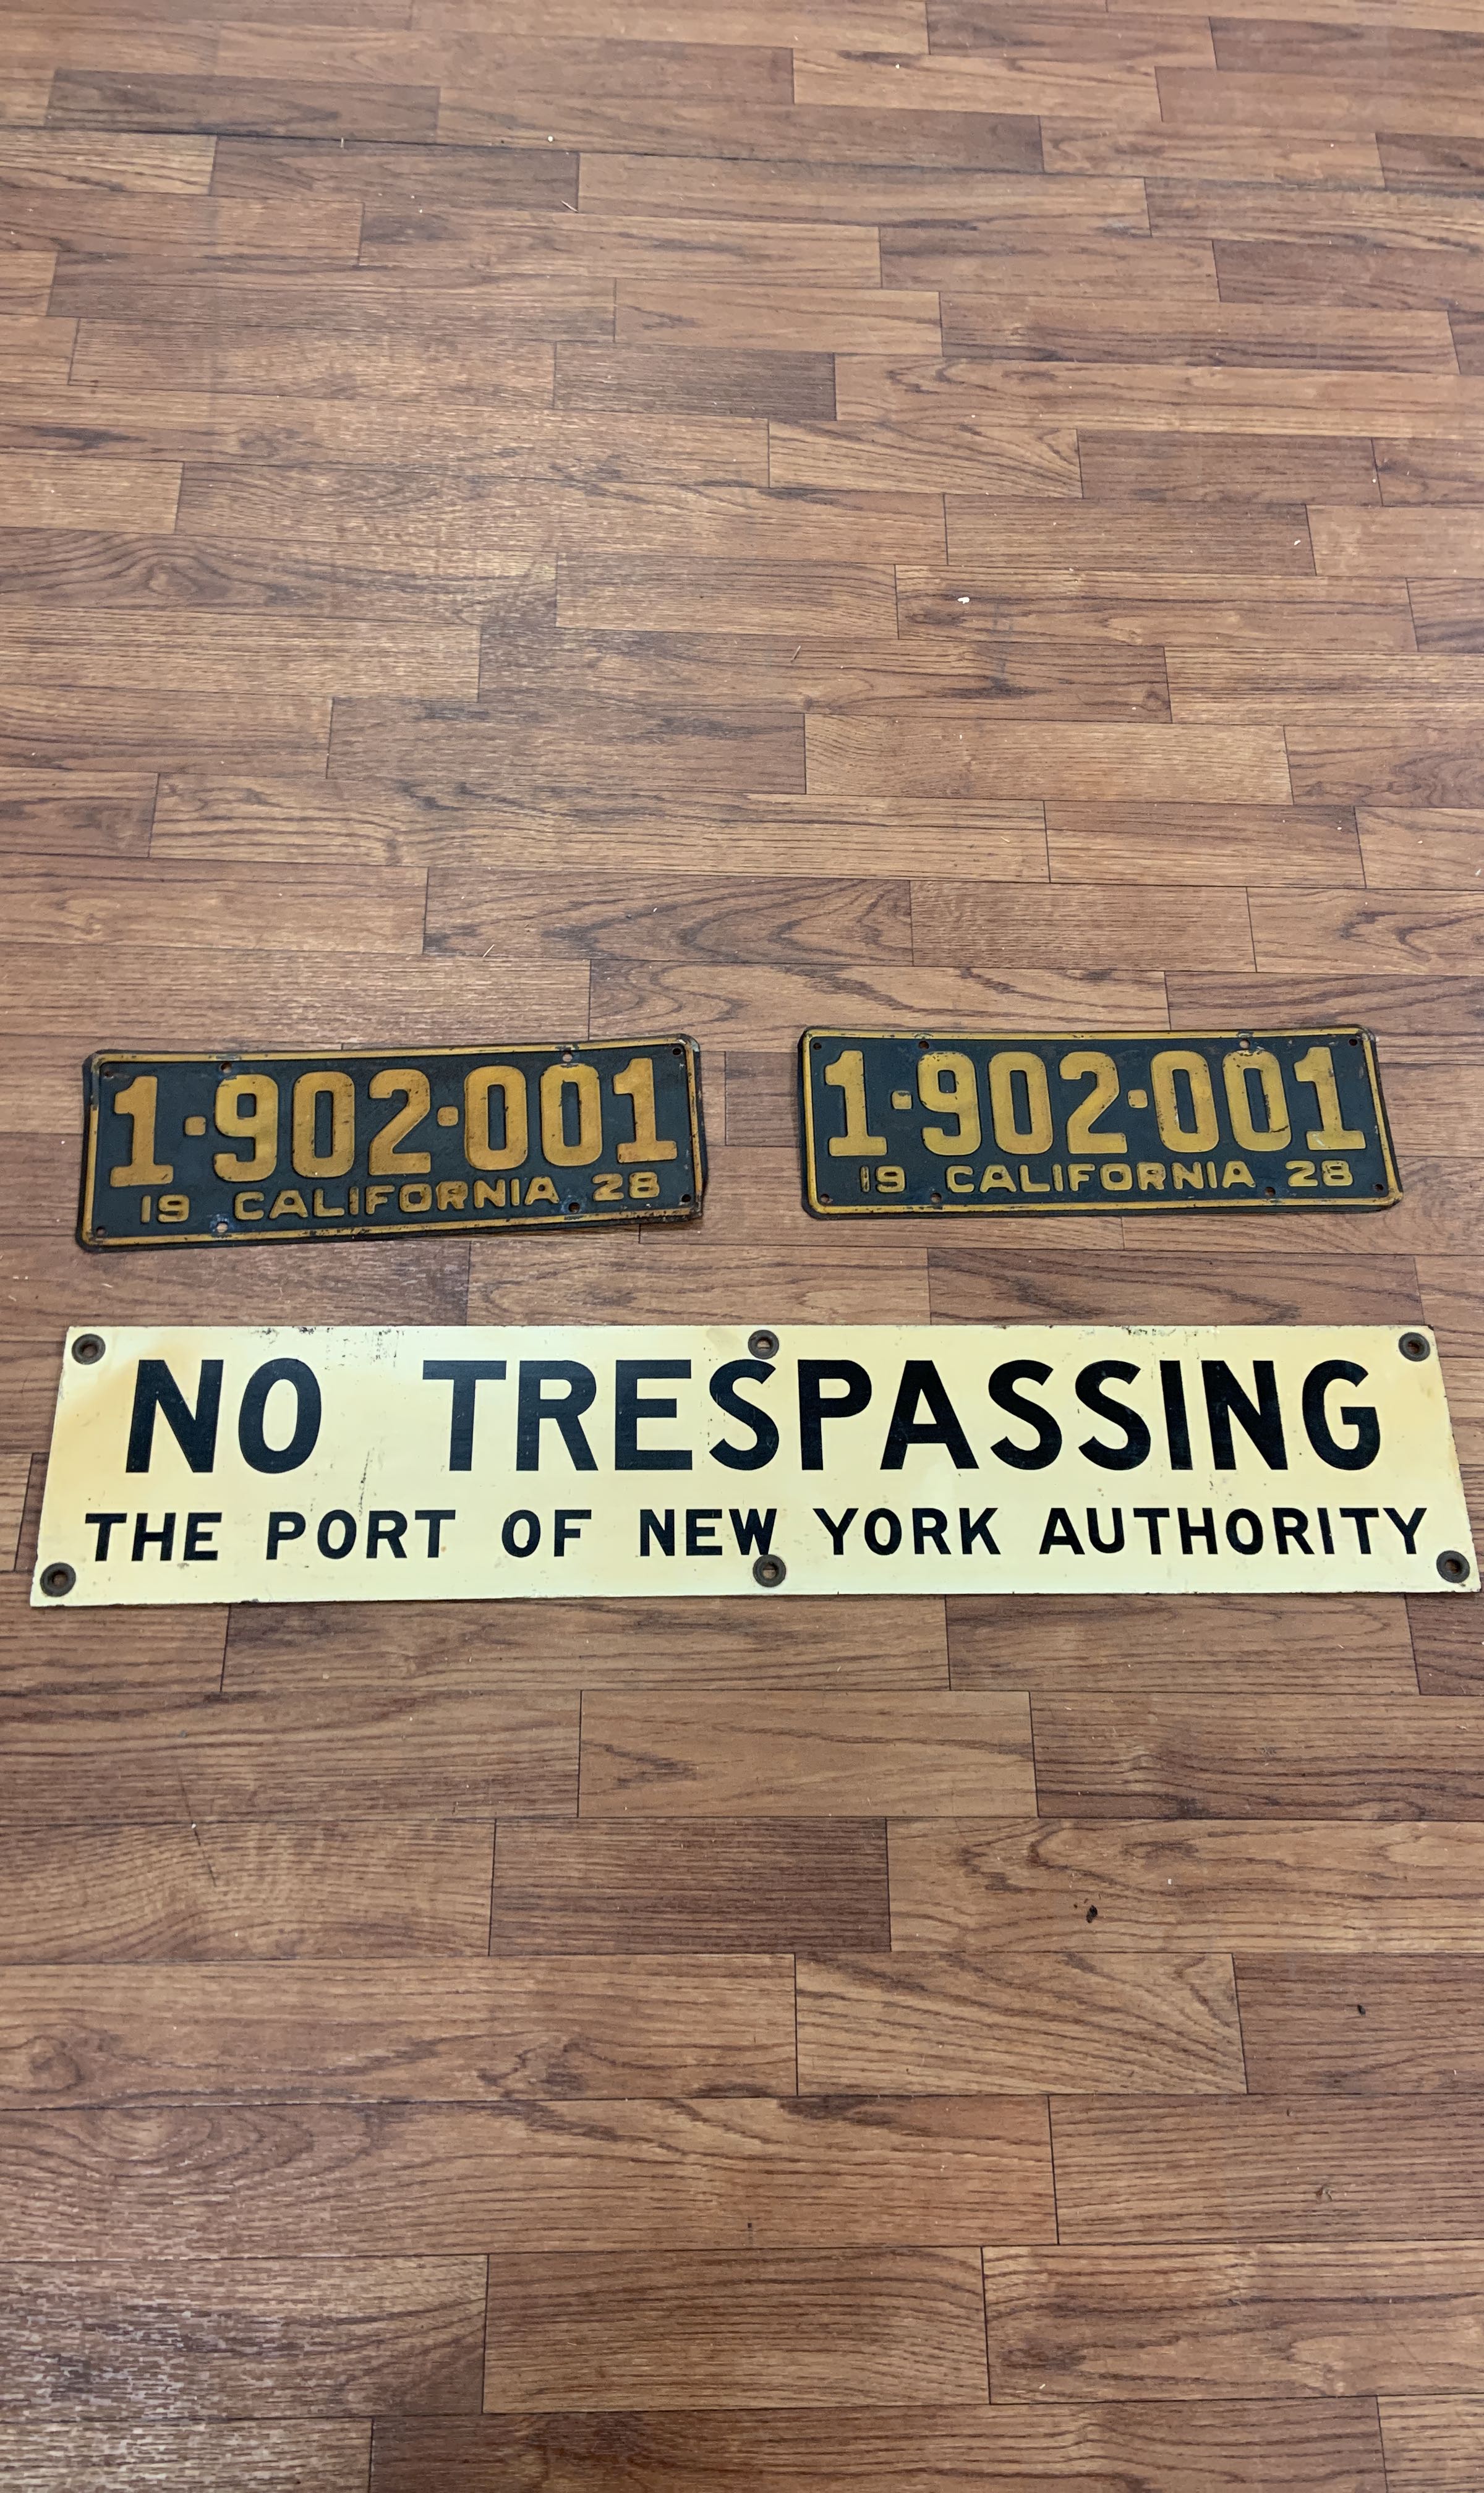 1·902·001
19 CALIFORNIA 28
1·902·001
19 CALIFORNIA 28
NO TRESPASSING
THE PORT OF NEW YORK AUTHORITY